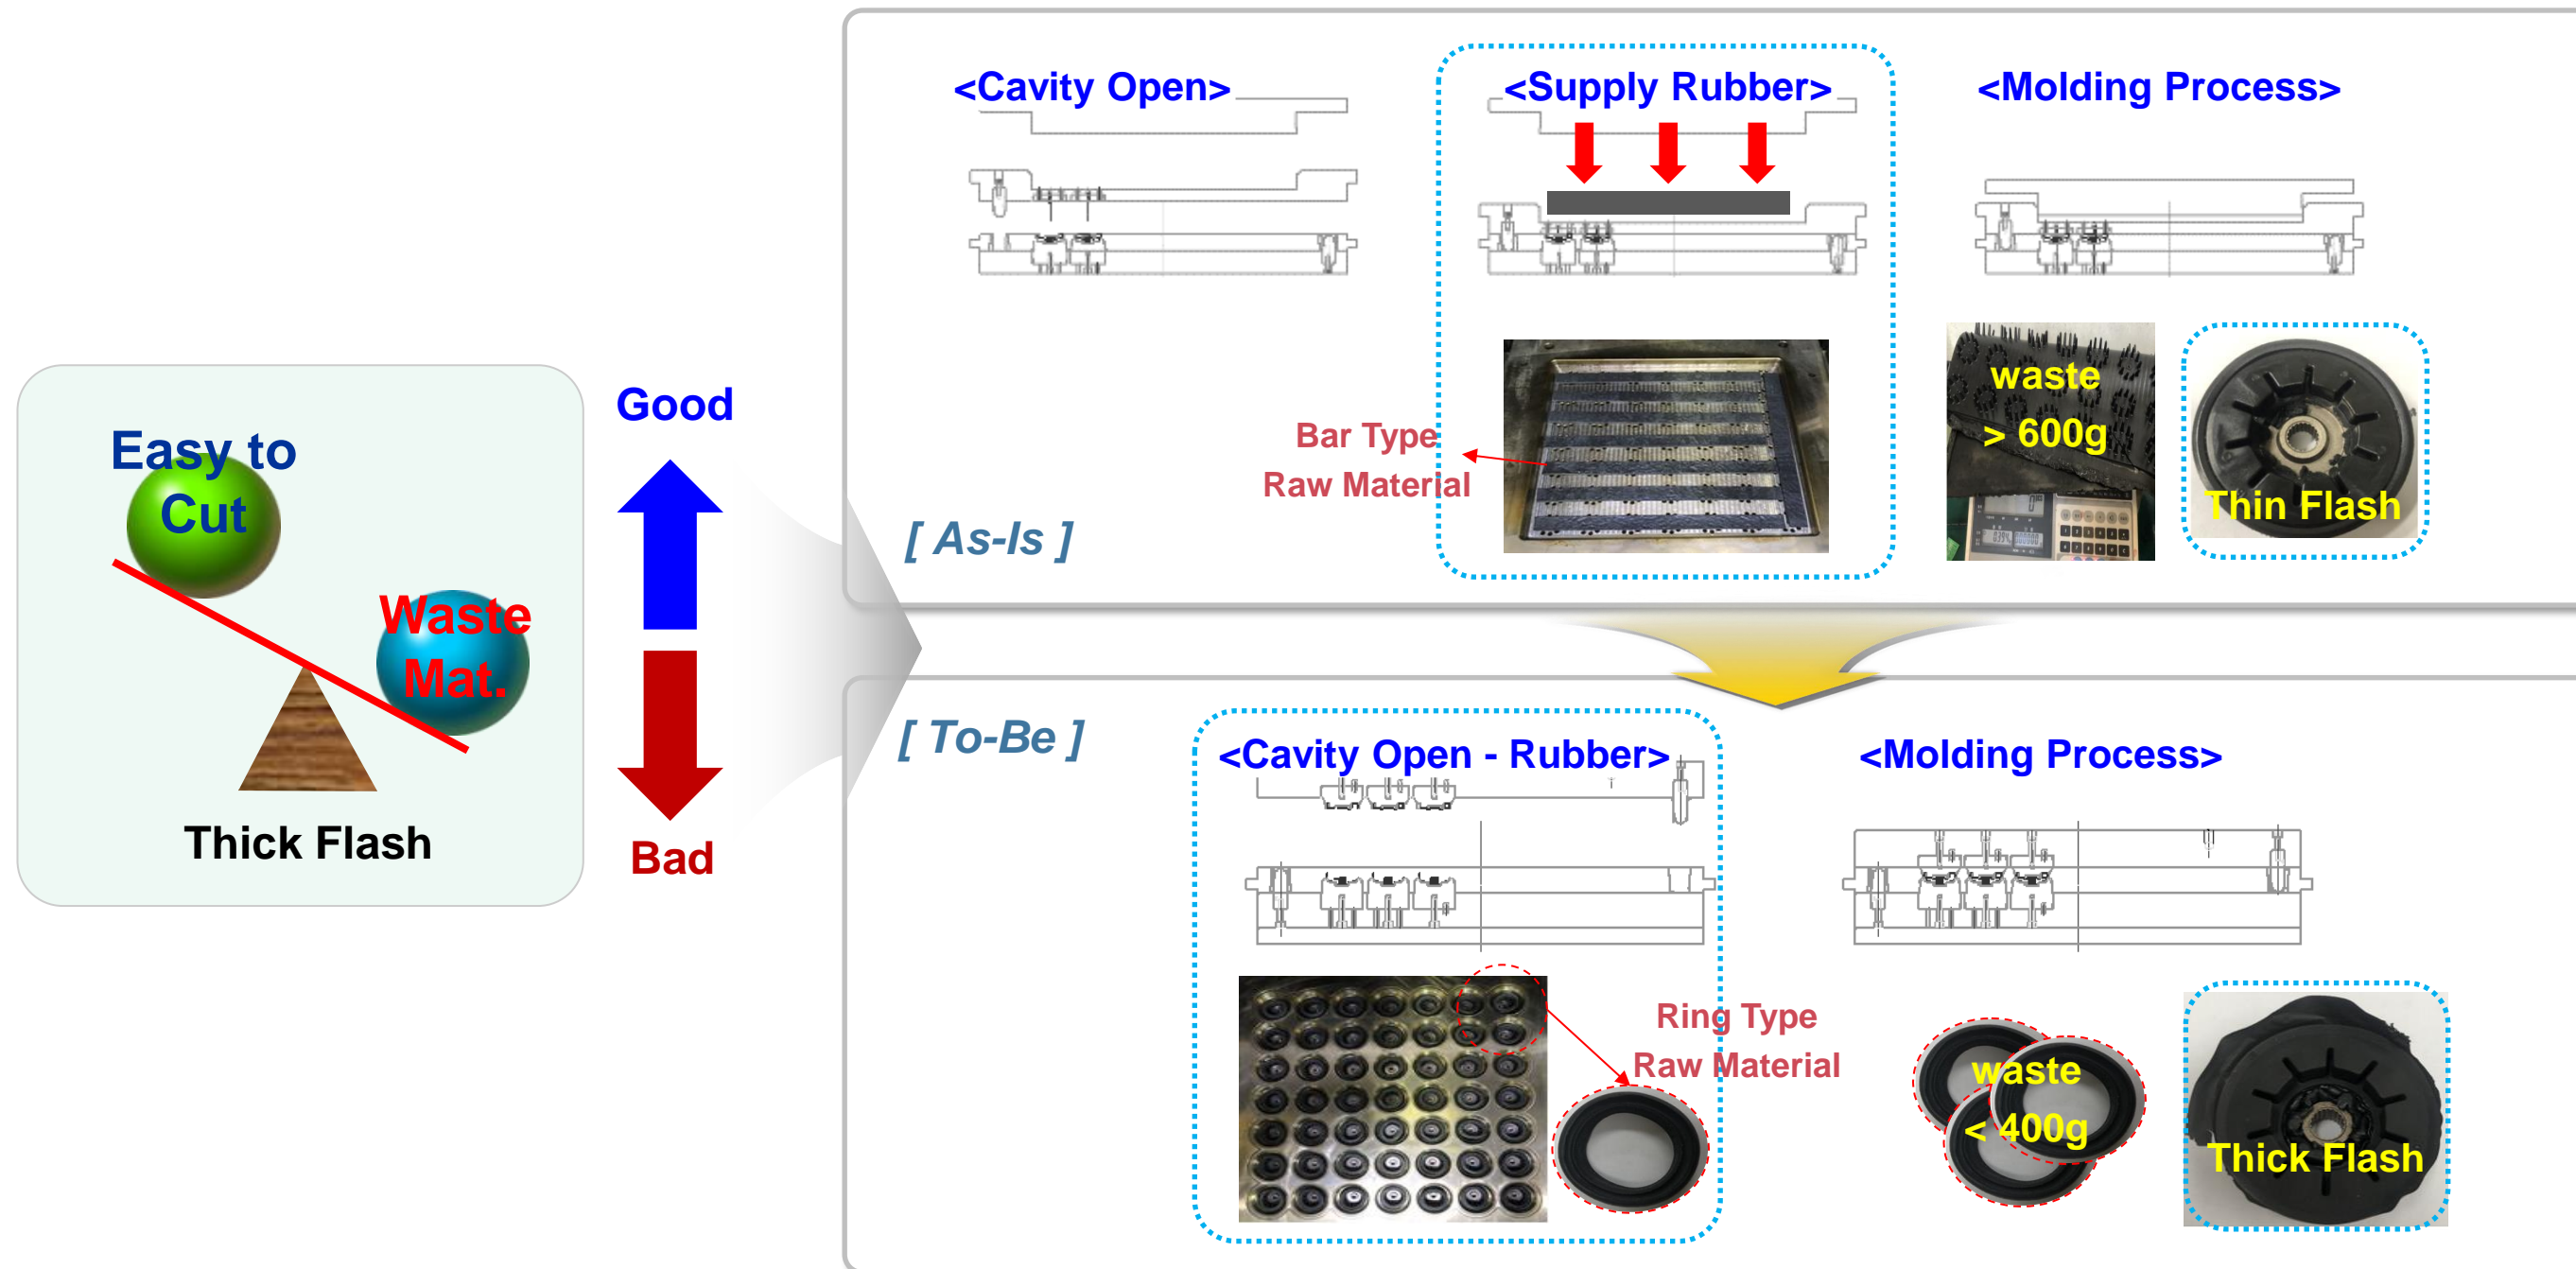 Easy to
Cut
Waste
Mat.
Thick Flash
Good
Bad
<Cavity Open>
<Supply Rubber>
<Molding Process>
Bar Type
Raw Material
waste
> 600g
Thin Flash
[ As-Is ]
[ To-Be ]
<Cavity Open - Rubber>
<Molding Process>
Ring Type
Raw Material
waste
< 400g
Thick Flash